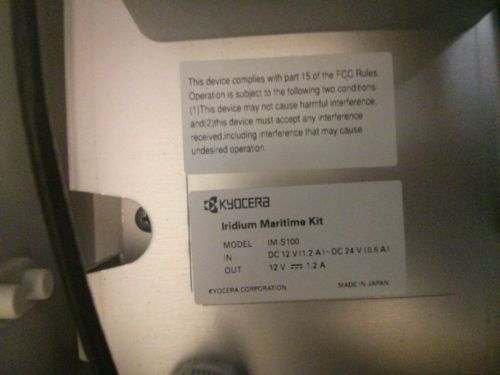 This device complies with part 15 of the FCC Rules.
Operation is subject to the following two conditions:
(1)This device may not cause harmful interference,
and(2)this device must accept any interference
received,including interference that may cause
undesired operation.
KYOCERA
Iridium Maritime Kit
MODEL IM-S100
IN DC 12 V (1.2 A) - DC 24 V (0.6 A)
OUT 12 V ⎓ 1.2 A
KYOCERA CORPORATION MADE IN JAPAN